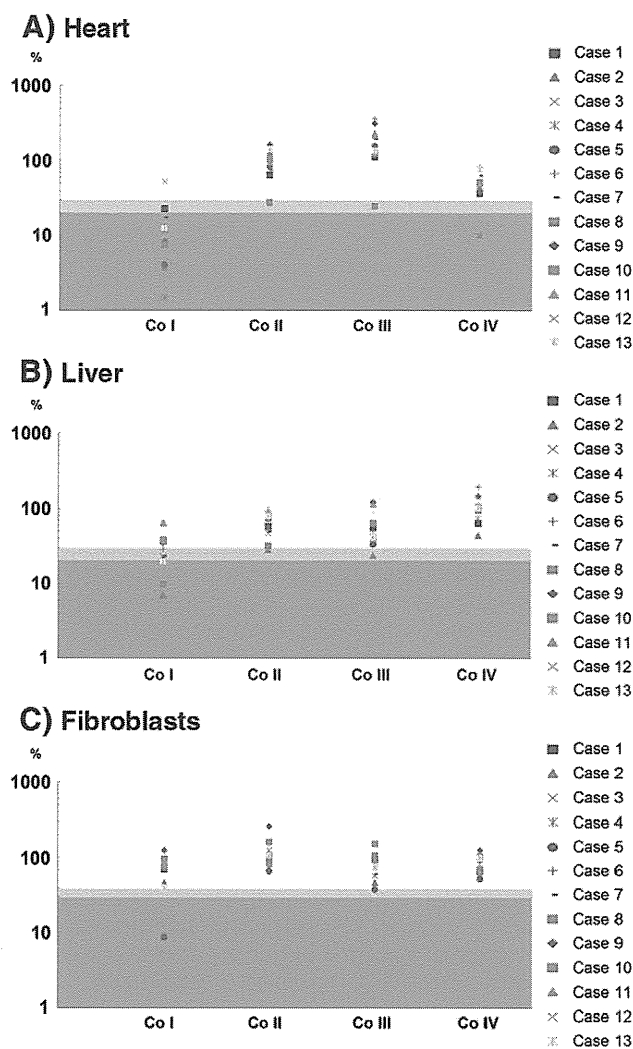 A) Heart
%
1000
100
10
1
Co I Co II Co III Co IV
Case 1
Case 2
Case 3
Case 4
Case 5
Case 6
Case 7
Case 8
Case 9
Case 10
Case 11
Case 12
Case 13
B) Liver
%
1000
100
10
1
Co I Co II Co III Co IV
Case 1
Case 2
Case 3
Case 4
Case 5
Case 6
Case 7
Case 8
Case 9
Case 10
Case 11
Case 12
Case 13
C) Fibroblasts
%
1000
100
10
1
Co I Co II Co III Co IV
Case 1
Case 2
Case 3
Case 4
Case 5
Case 6
Case 7
Case 8
Case 9
Case 10
Case 11
Case 12
Case 13